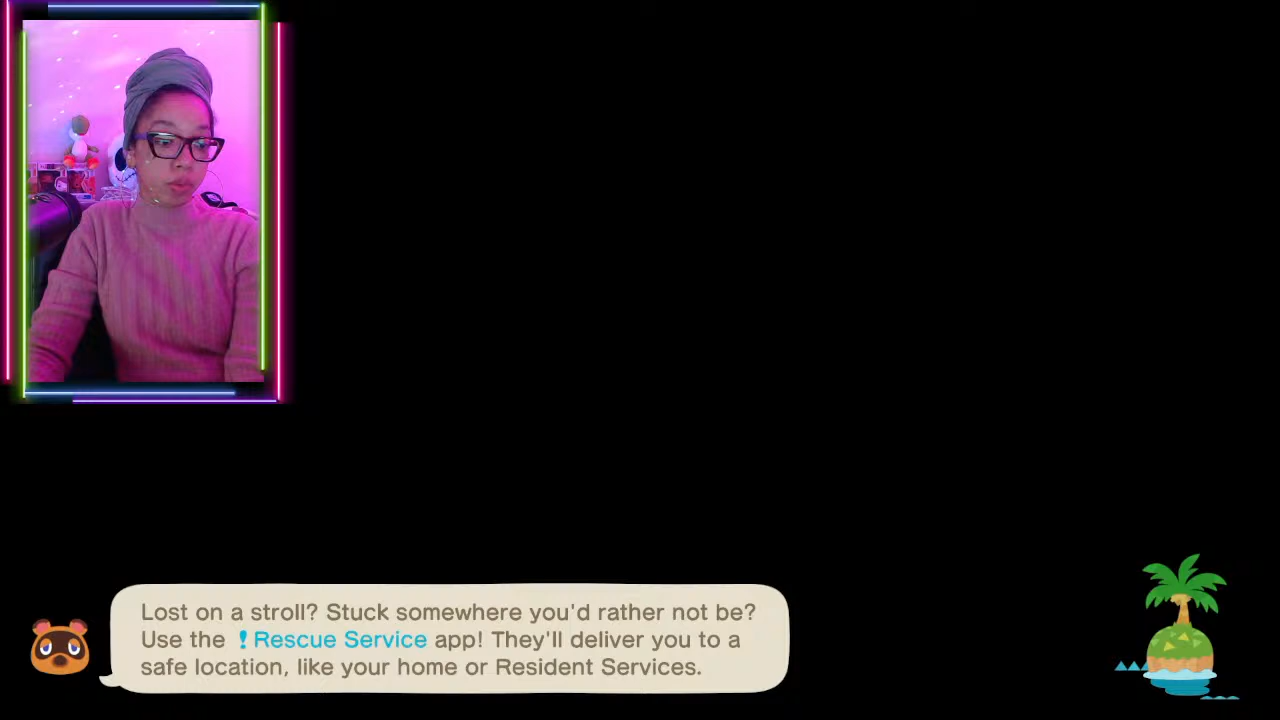 Lost on a stroll? Stuck somewhere you'd rather not be?
Use the ! Rescue Service app! They'll deliver you to a
safe location, like your home or Resident Services.